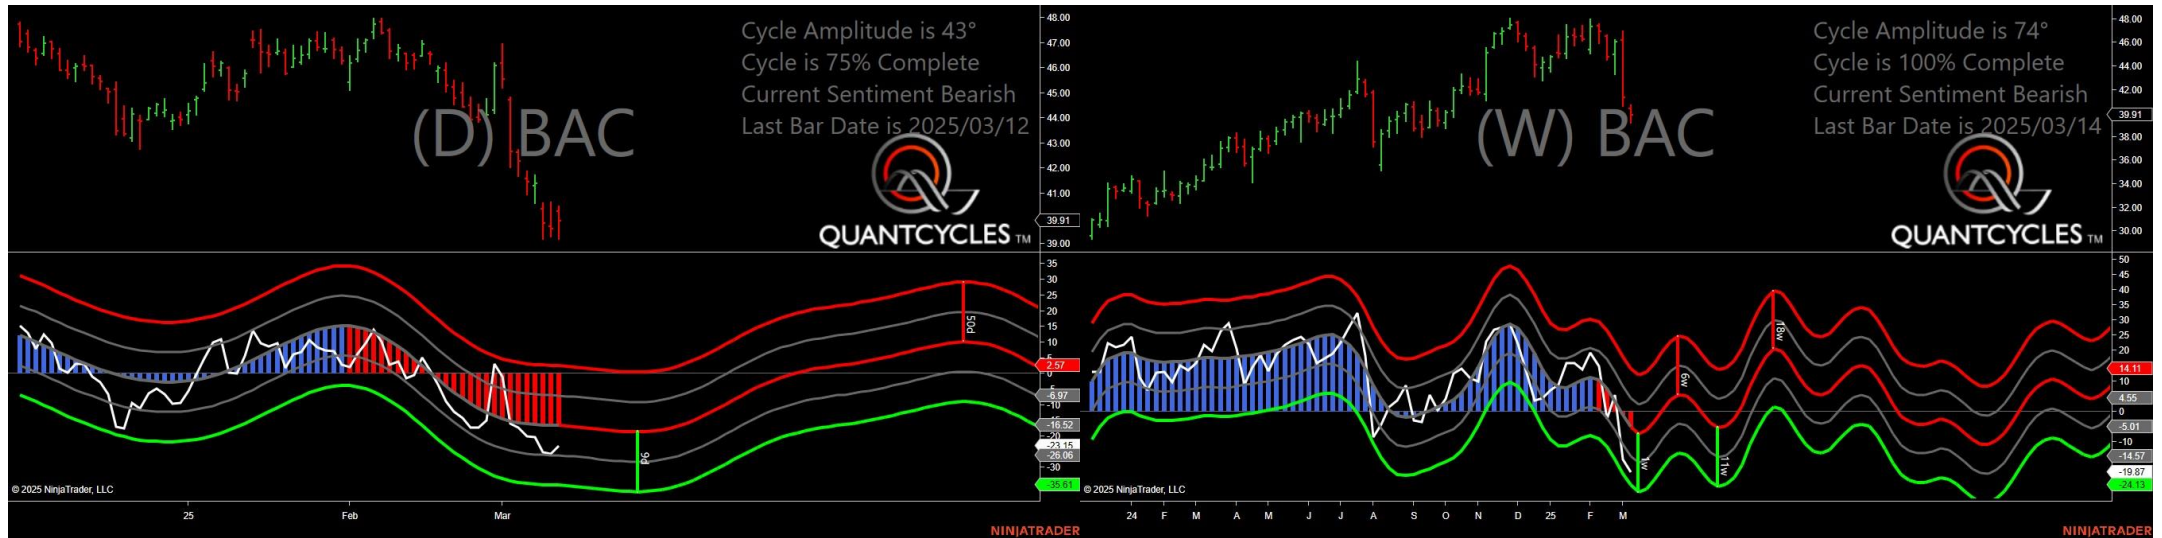 Cycle Amplitude is 43°
Cycle is 75% Complete
Current Sentiment Bearish
Last Bar Date is 2025/03/12
(D) BAC
QUANTCYCLES TM
48.00
47.00
46.00
45.00
44.00
43.00
42.00
41.00
39.91
39.00
35
30
25
20
15
10
5
2.57
0
-6.97
-10
-16.52
-20
-23.15
-26.06
-30
-35.61
50d
9d
© 2025 NinjaTrader, LLC
25 Feb Mar
NINJATRADER
Cycle Amplitude is 74°
Cycle is 100% Complete
Current Sentiment Bearish
Last Bar Date is 2025/03/14
(W) BAC
QUANTCYCLES TM
48.00
46.00
44.00
42.00
39.91
38.00
36.00
34.00
32.00
30.00
50
45
40
35
30
25
20
14.11
10
4.55
0
-5.01
-10
-14.57
-19.87
-24.13
1w
6w
11w
18w
© 2025 NinjaTrader, LLC
24 F M A M J J A S O N D 25 F M
NINJATRADER